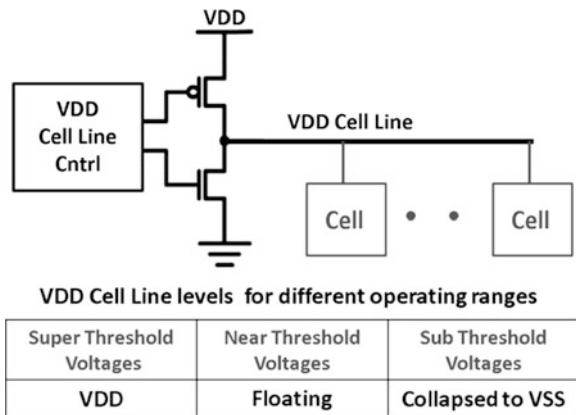 VDD
VDD
Cell Line
Cntrl
VDD Cell Line
Cell
Cell
VDD Cell Line levels for different operating ranges
Super Threshold
Voltages
Near Threshold
Voltages
Sub Threshold
Voltages
VDD
Floating
Collapsed to VSS